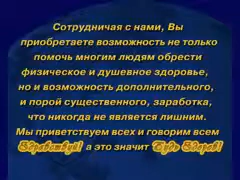 Сотрудничая с нами, Вы
приобретаете возможность не только
помочь многим людям обрести
физическое и душевное здоровье,
но и возможность дополнительного,
и порой существенного, заработка,
что никогда не является лишним.
Мы приветствуем всех и говорим всем
Здравствуй! а это значит Будь Здоров!